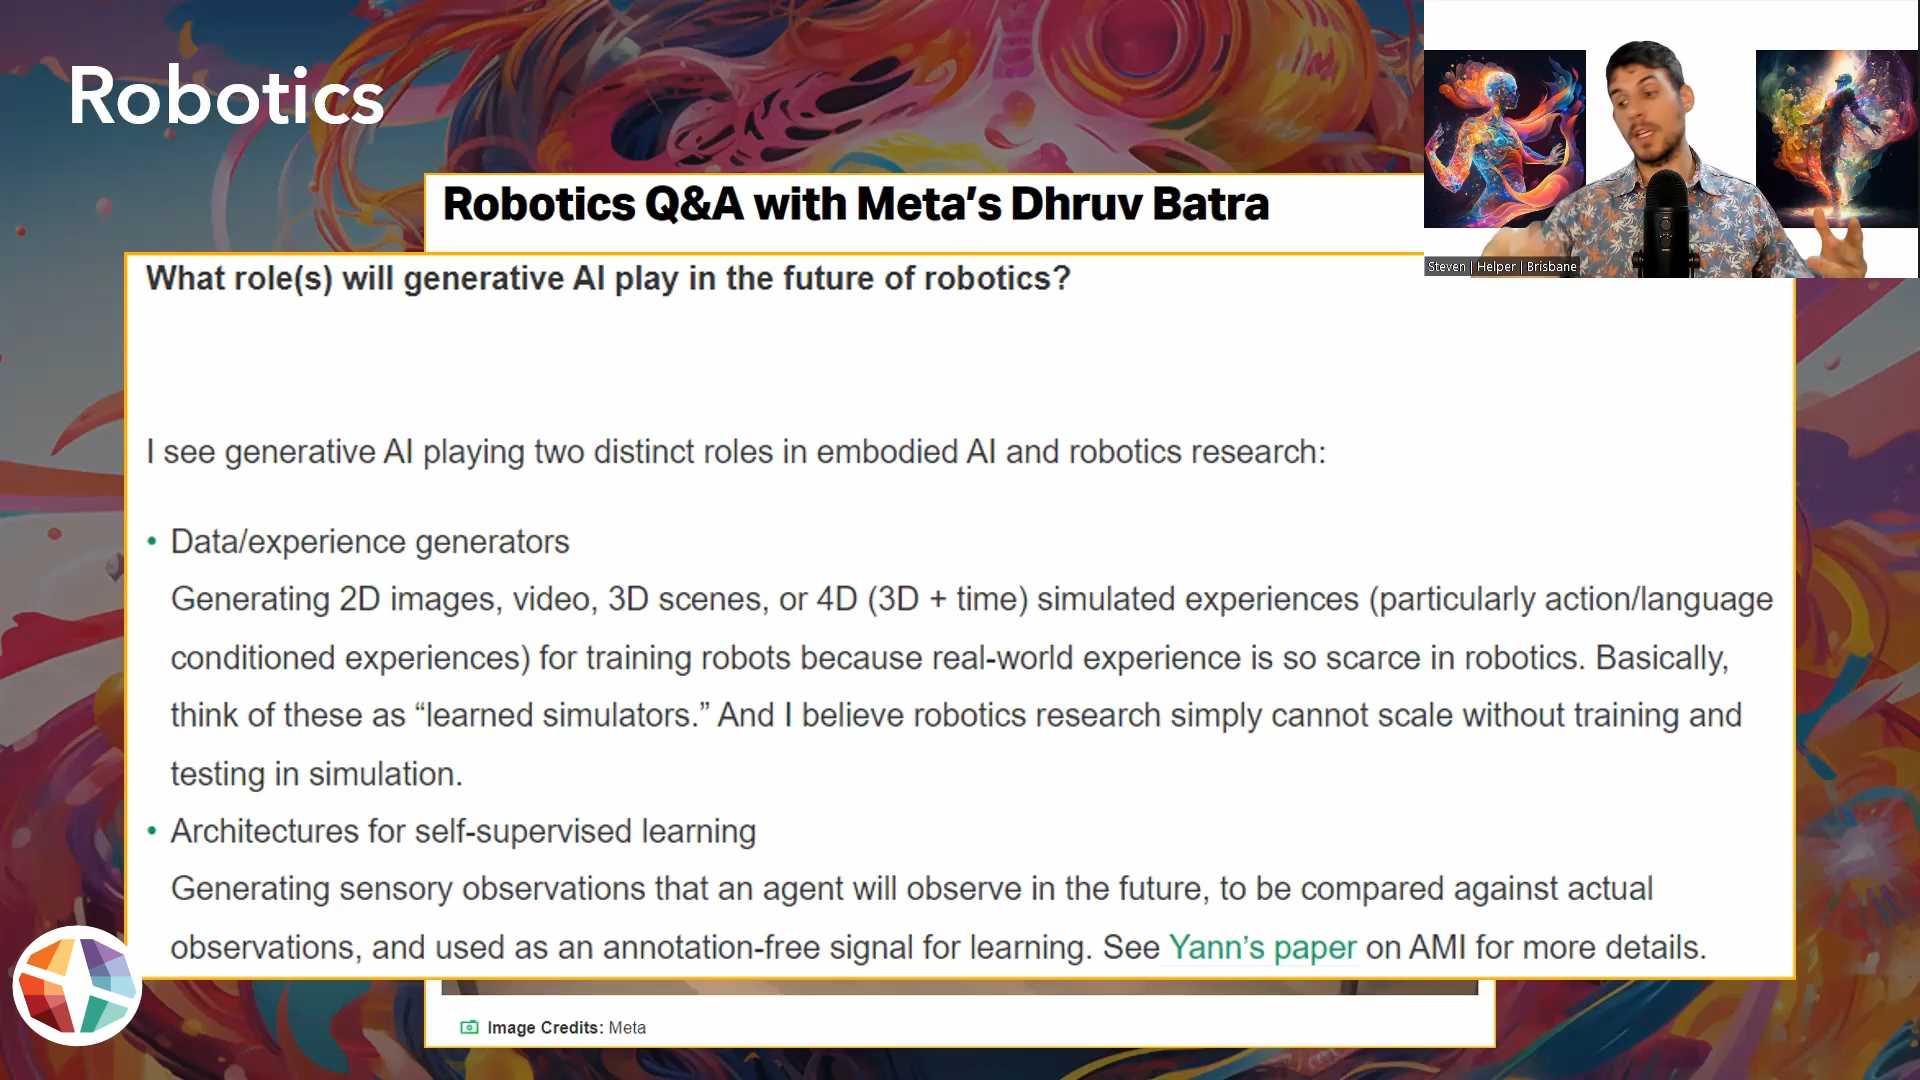 Robotics
Robotics Q&A with Meta's Dhruv Batra
Steven | Helper | Brisbane
What role(s) will generative AI play in the future of robotics?
I see generative AI playing two distinct roles in embodied AI and robotics research:
• Data/experience generators
Generating 2D images, video, 3D scenes, or 4D (3D + time) simulated experiences (particularly action/language
conditioned experiences) for training robots because real-world experience is so scarce in robotics. Basically,
think of these as “learned simulators.” And I believe robotics research simply cannot scale without training and
testing in simulation.
• Architectures for self-supervised learning
Generating sensory observations that an agent will observe in the future, to be compared against actual
observations, and used as an annotation-free signal for learning. See Yann’s paper on AMI for more details.
Image Credits: Meta